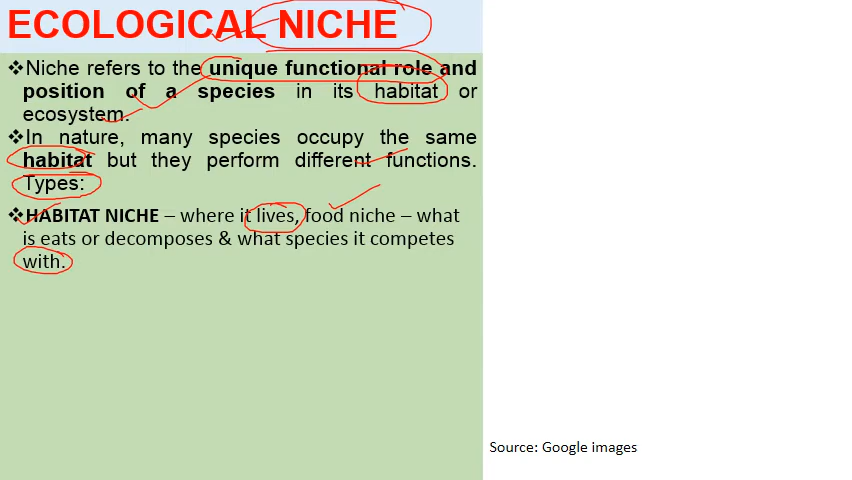 ECOLOGICAL NICHE
❖Niche refers to the unique functional role and
position of a species in its habitat or
ecosystem.
❖In nature, many species occupy the same
habitat but they perform different functions.
Types:
❖HABITAT NICHE – where it lives, food niche – what
is eats or decomposes & what species it competes
with.
Source: Google images